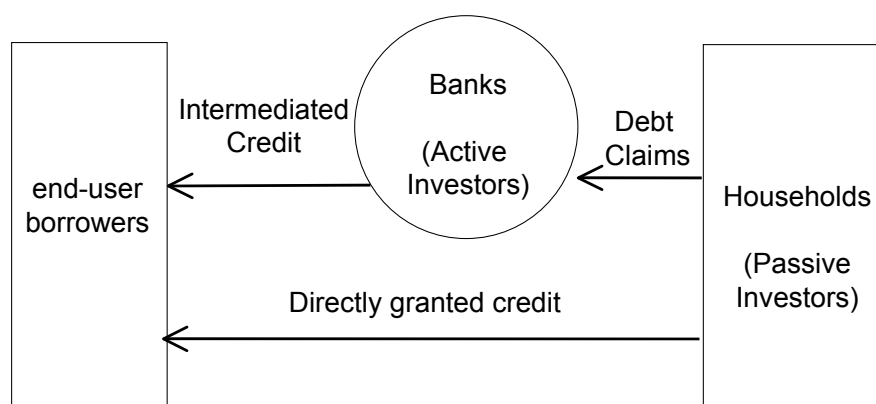 end-user
borrowers
Intermediated
Credit
Banks
(Active
Investors)
Debt
Claims
Households
(Passive
Investors)
Directly granted credit